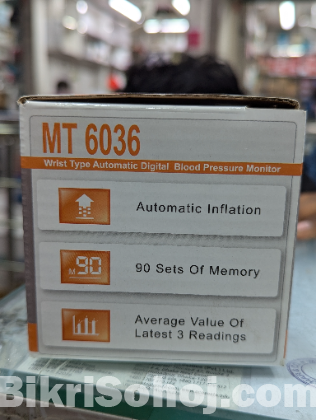 MT 6036
Wrist Type Automatic Digital Blood Pressure Monitor
Automatic Inflation
M90
90 Sets Of Memory
Average Value Of
Latest 3 Readings
BikriSohoj.com